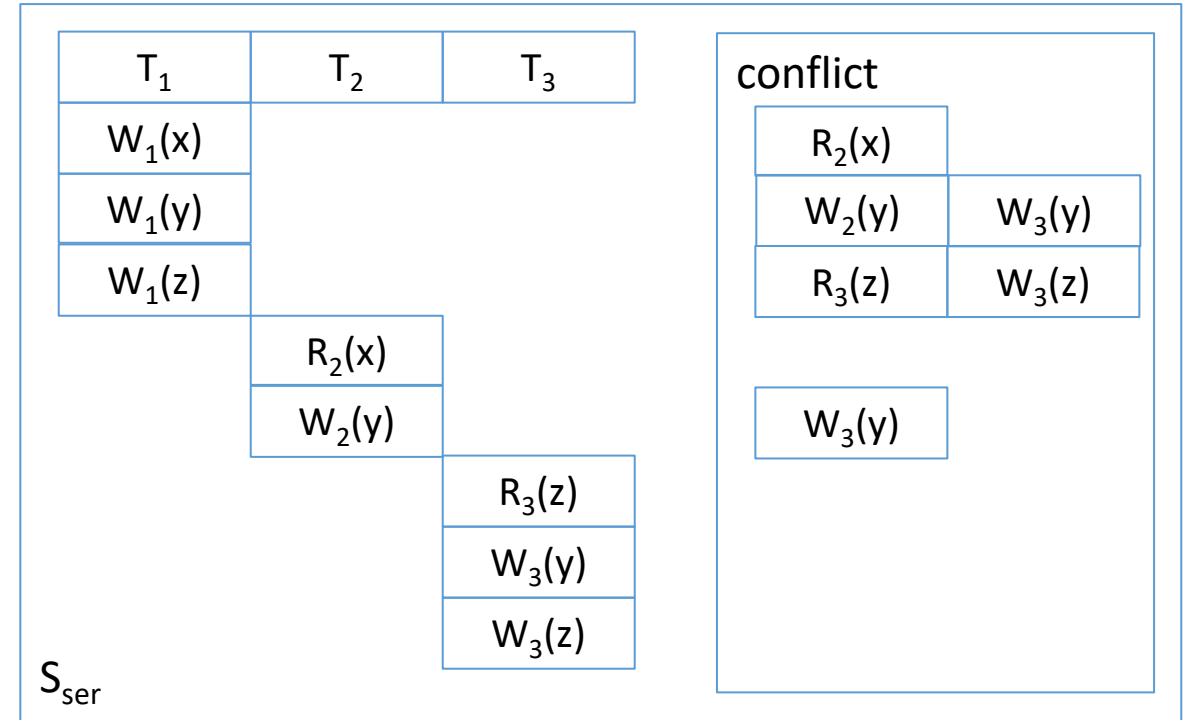 T₁ T₂ T₃ conflict
W₁(x) R₂(x)
W₁(y) W₂(y) W₃(y)
W₁(z) R₃(z) W₃(z)
R₂(x)
W₂(y) W₃(y)
R₃(z)
W₃(y)
W₃(z)
Sₛₑᵣ